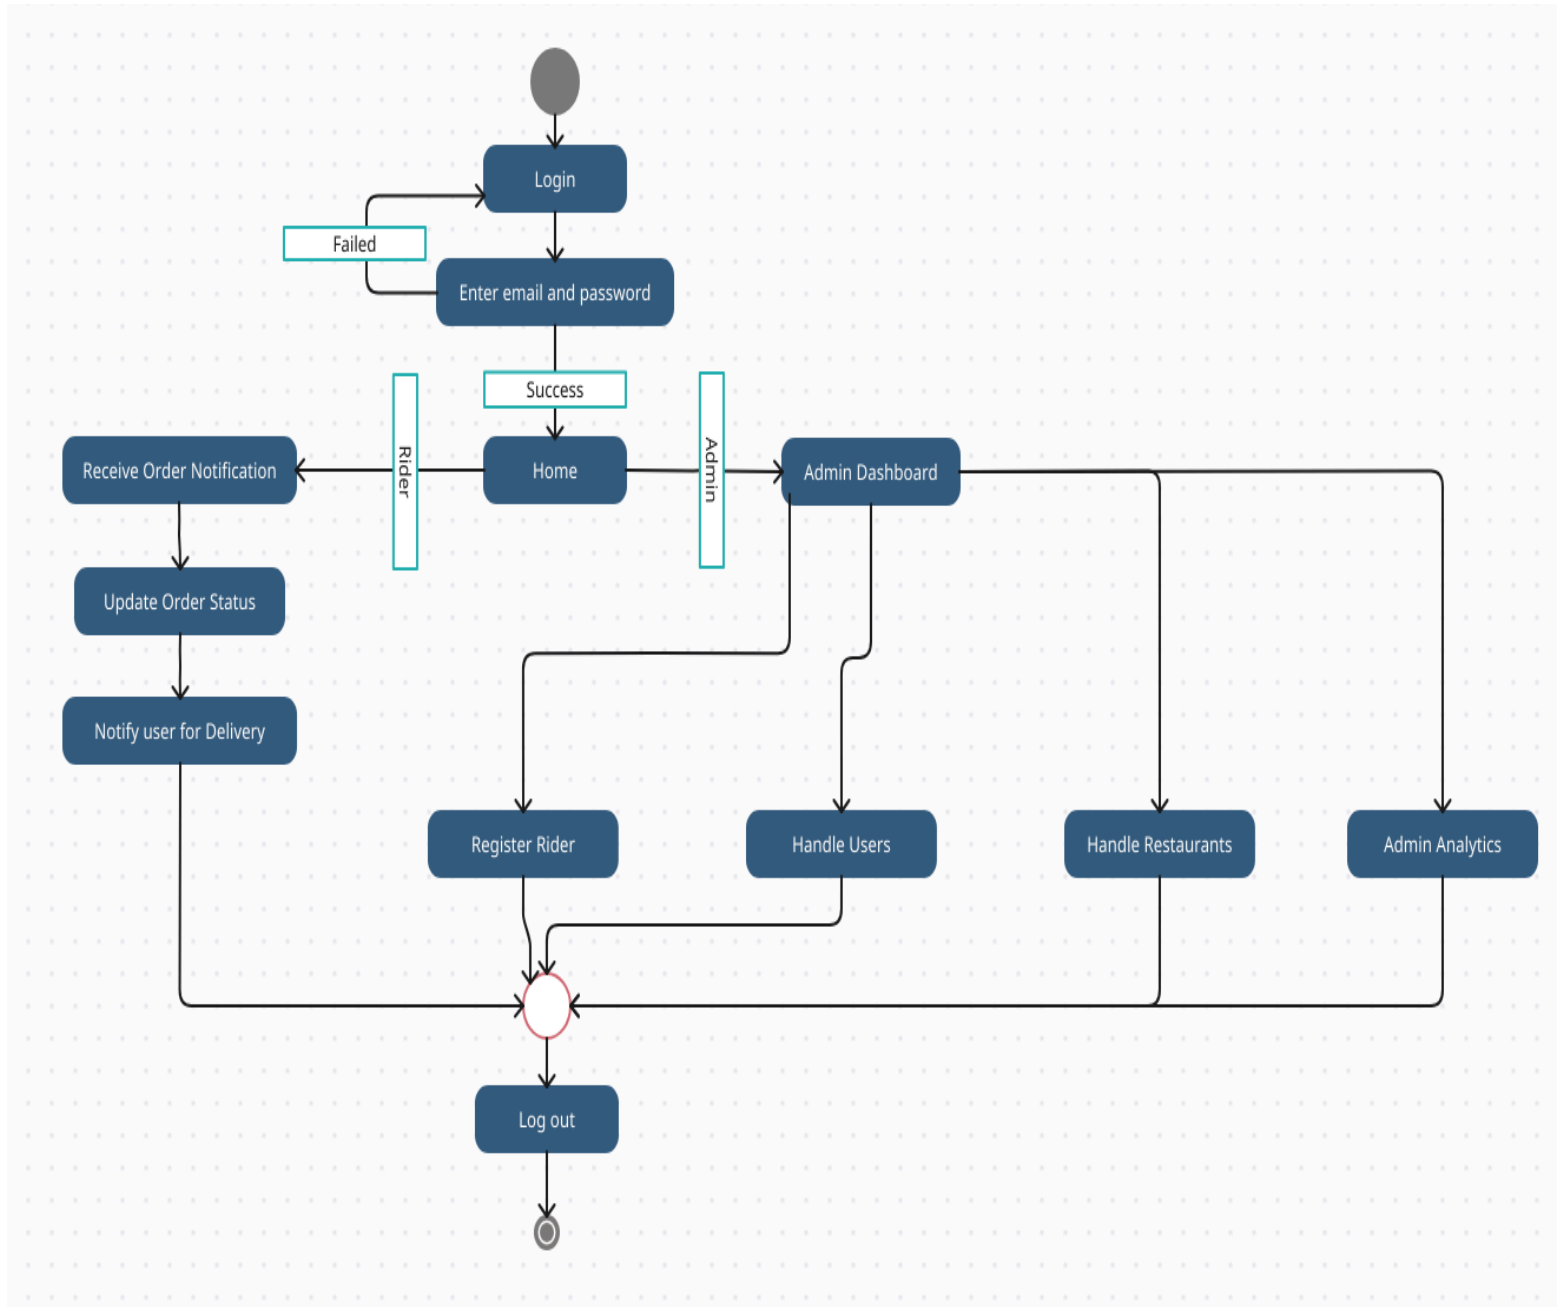 Login
Failed
Enter email and password
Success
Rider
Admin
Receive Order Notification
Home
Admin Dashboard
Update Order Status
Notify user for Delivery
Register Rider
Handle Users
Handle Restaurants
Admin Analytics
Log out